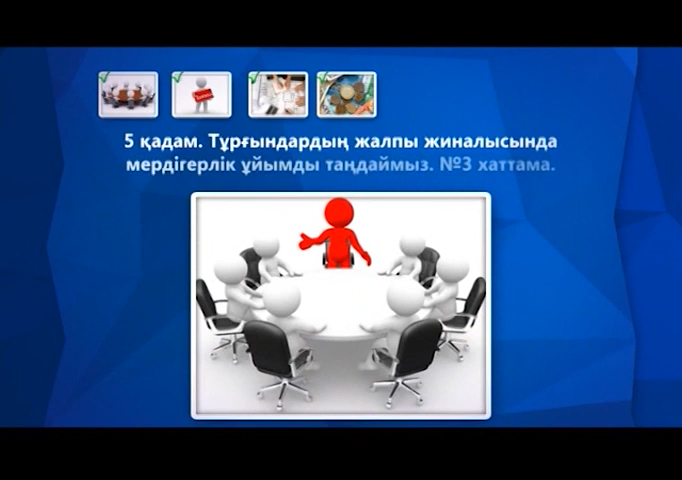 5 қадам. Тұрғындардың жалпы жиналысында
мердігерлік ұйымды таңдаймыз. №3 хаттама.